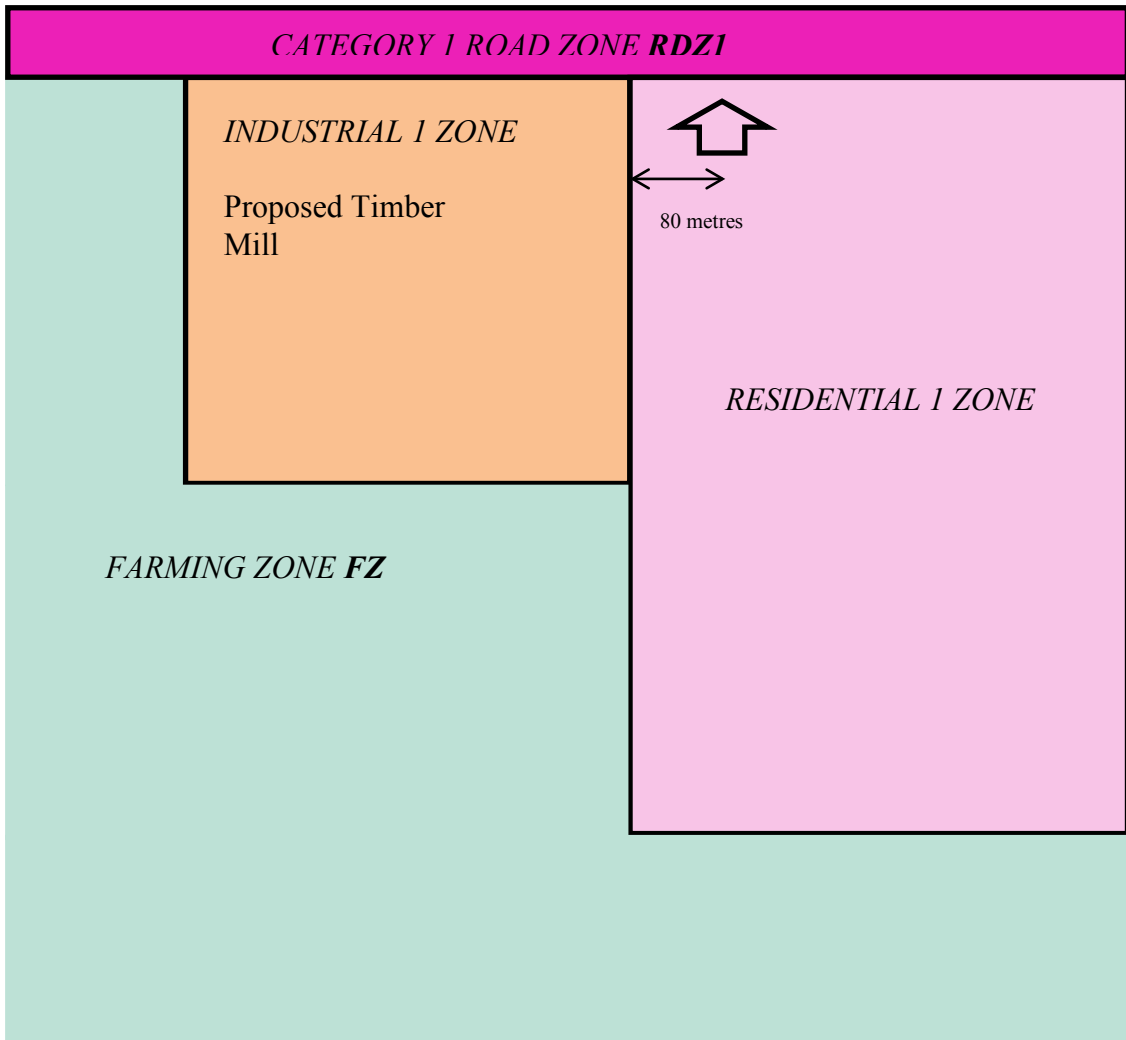 CATEGORY 1 ROAD ZONE RDZ1
INDUSTRIAL 1 ZONE
Proposed Timber
Mill
80 metres
RESIDENTIAL 1 ZONE
FARMING ZONE FZ